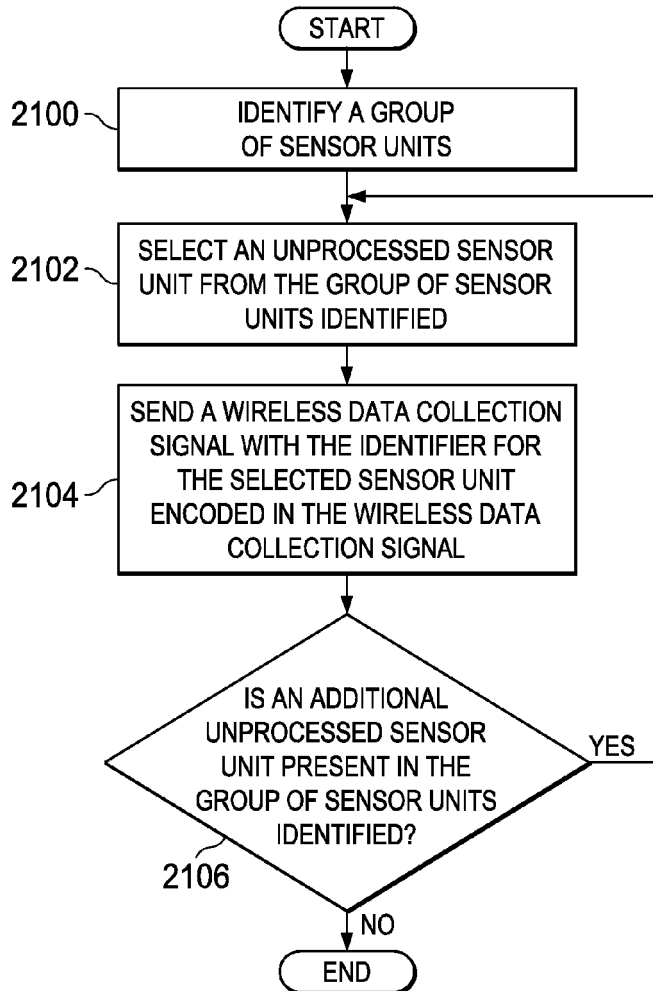 START
2100
IDENTIFY A GROUP
OF SENSOR UNITS
2102
SELECT AN UNPROCESSED SENSOR
UNIT FROM THE GROUP OF SENSOR
UNITS IDENTIFIED
2104
SEND A WIRELESS DATA COLLECTION
SIGNAL WITH THE IDENTIFIER FOR
THE SELECTED SENSOR UNIT
ENCODED IN THE WIRELESS DATA
COLLECTION SIGNAL
IS AN ADDITIONAL
UNPROCESSED SENSOR
UNIT PRESENT IN THE
GROUP OF SENSOR UNITS
IDENTIFIED?
YES
2106
NO
END